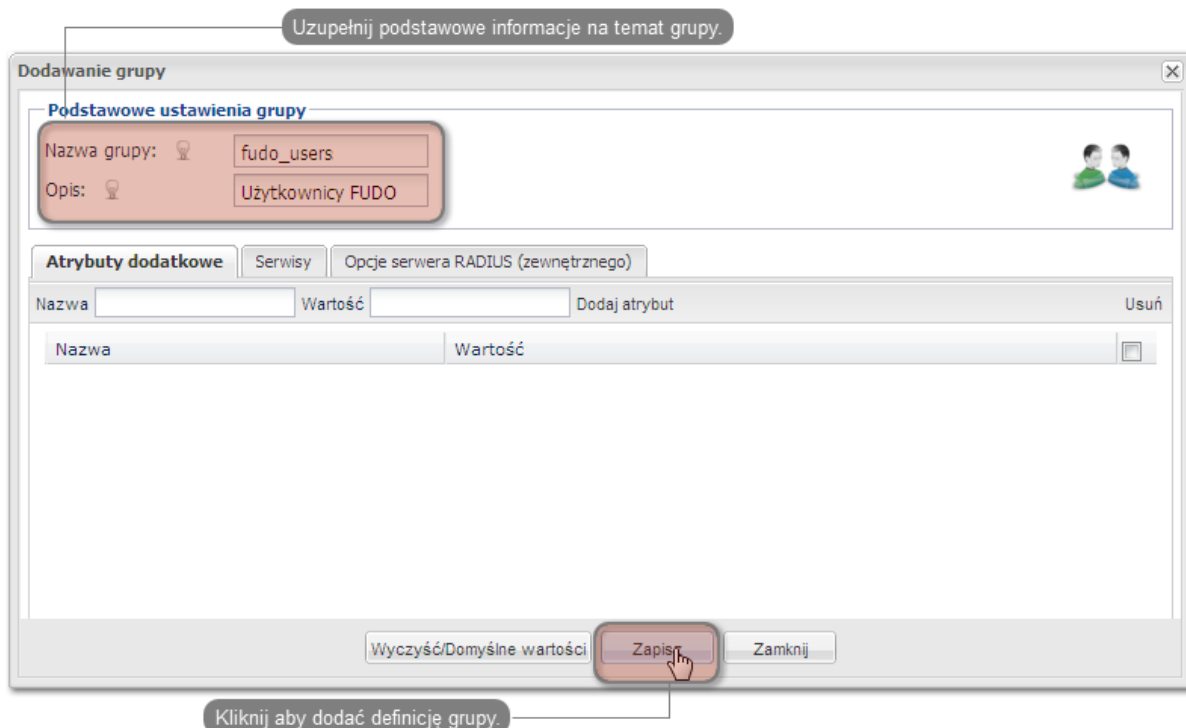 Uzupełnij podstawowe informacje na temat grupy.
Dodawanie grupy
Podstawowe ustawienia grupy
Nazwa grupy: fudo_users
Opis: Użytkownicy FUDO
Atrybuty dodatkowe Serwisy Opcje serwera RADIUS (zewnętrznego)
Nazwa Wartość Dodaj atrybut Usuń
Nazwa Wartość
Wyczyść/Domyślne wartości Zapisz Zamknij
Kliknij aby dodać definicję grupy.